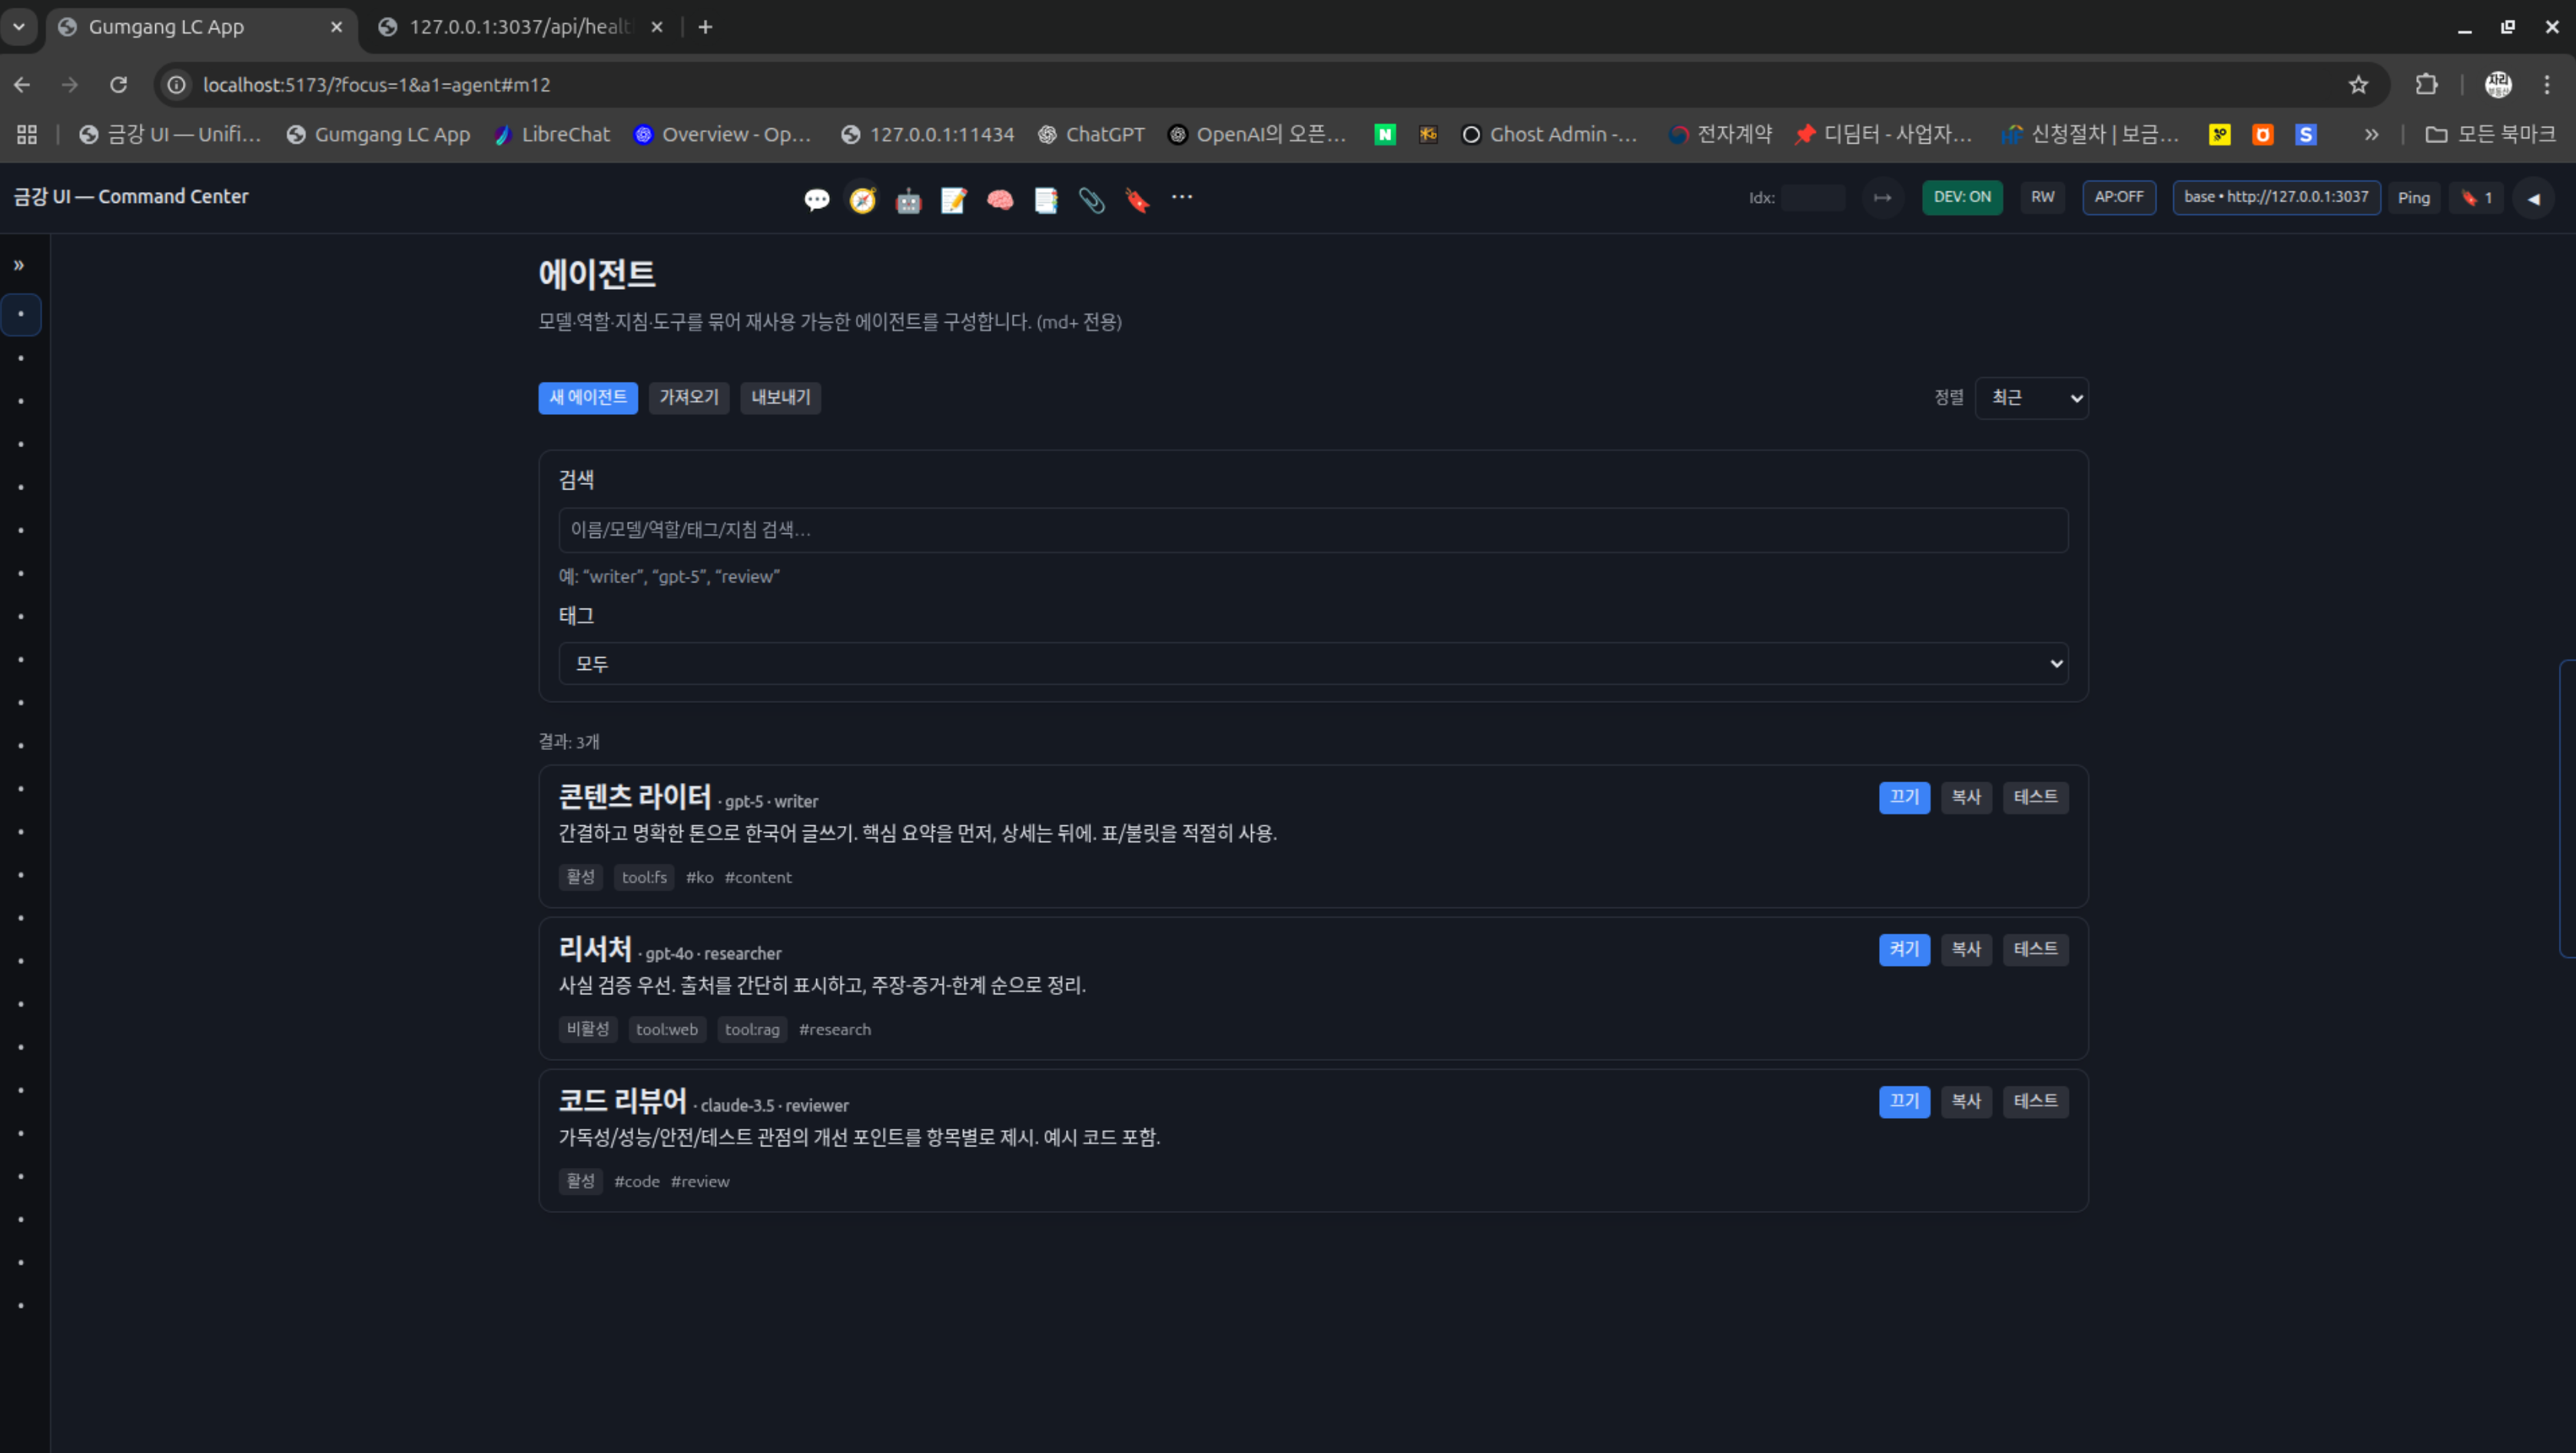 Gumgang LC App
127.0.0.1:3037/api/healt
localhost:5173/?focus=1&a1=agent#m12
금강 UI — Unifi...
Gumgang LC App
LibreChat
Overview - Op...
127.0.0.1:11434
ChatGPT
OpenAI의 오픈...
N
Ghost Admin -...
전자계약
디딤터 - 사업자...
신청절차 | 보금...
S
모든 북마크
금강 UI — Command Center
Idx:
DEV: ON
RW
AP:OFF
base • http://127.0.0.1:3037
Ping
1
에이전트
모델·역할·지침·도구를 묶어 재사용 가능한 에이전트를 구성합니다. (md+ 전용)
새 에이전트
가져오기
내보내기
정렬
최근
검색
이름/모델/역할/태그/지침 검색...
예: “writer”, “gpt-5”, “review”
태그
모두
결과: 3개
콘텐츠 라이터 · gpt-5 · writer
끄기
복사
테스트
간결하고 명확한 톤으로 한국어 글쓰기. 핵심 요약을 먼저, 상세는 뒤에. 표/불릿을 적절히 사용.
활성 tool:fs #ko #content
리서처 · gpt-4o · researcher
켜기
복사
테스트
사실 검증 우선. 출처를 간단히 표시하고, 주장-증거-한계 순으로 정리.
비활성 tool:web tool:rag #research
코드 리뷰어 · claude-3.5 · reviewer
끄기
복사
테스트
가독성/성능/안전/테스트 관점의 개선 포인트를 항목별로 제시. 예시 코드 포함.
활성 #code #review